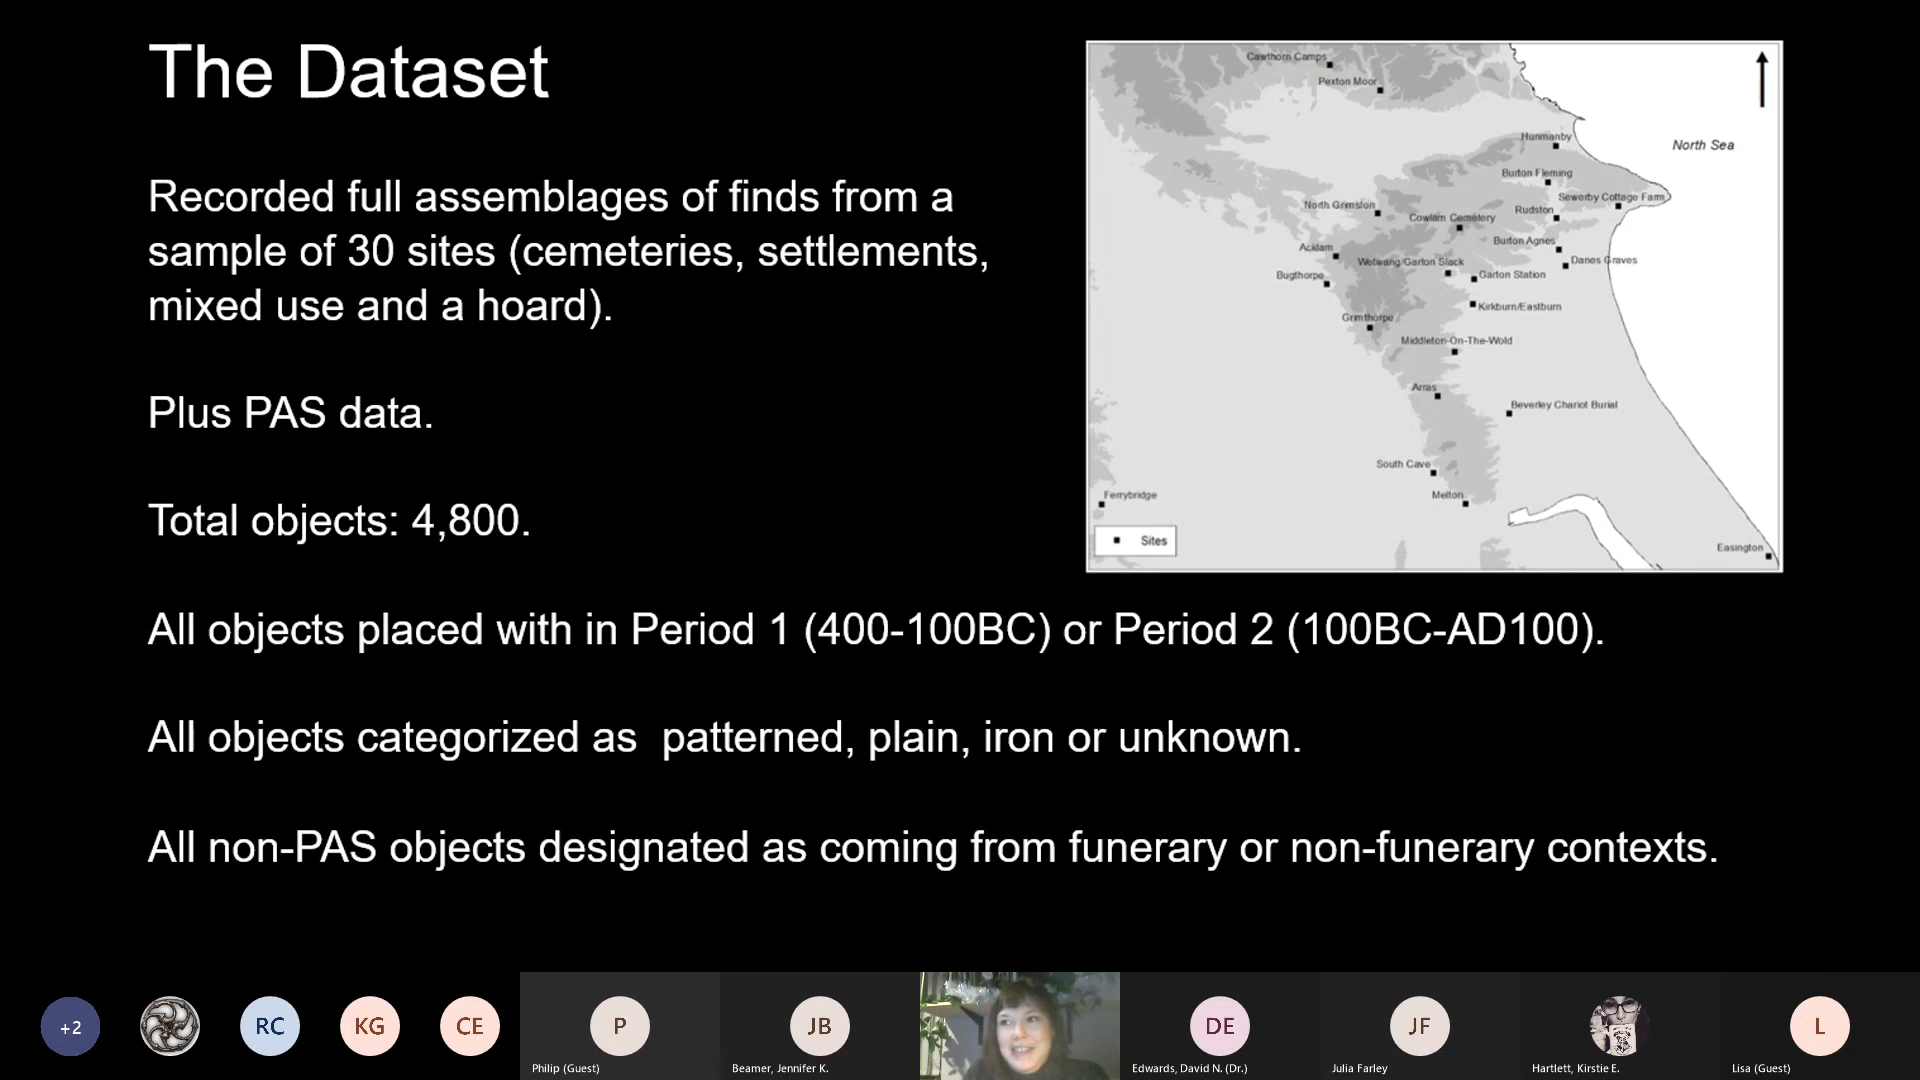 The Dataset
Recorded full assemblages of finds from a
sample of 30 sites (cemeteries, settlements,
mixed use and a hoard).
Plus PAS data.
Total objects: 4,800.
All objects placed with in Period 1 (400-100BC) or Period 2 (100BC-AD100).
All objects categorized as  patterned, plain, iron or unknown.
All non-PAS objects designated as coming from funerary or non-funerary contexts.
Cawthorn Camps
Pexton Moor
Hunmanby
North Sea
Burton Fleming
Sewerby Cottage Farm
North Grimston
Rudston
Cowlam Cemetery
Burton Agnes
Acklam
Danes Graves
Wetwang/Garton Slack
Bugthorpe
Garton Station
Kirkburn/Eastburn
Grimthorpe
Middleton-On-The-Wold
Arras
Beverley Chariot Burial
South Cave
Melton
Ferrybridge
Sites
Easington
+2
RC
KG
CE
P
JB
DE
JF
L
Philip (Guest)
Beamer, Jennifer K.
Edwards, David N. (Dr.)
Julia Farley
Hartlett, Kirstie E.
Lisa (Guest)